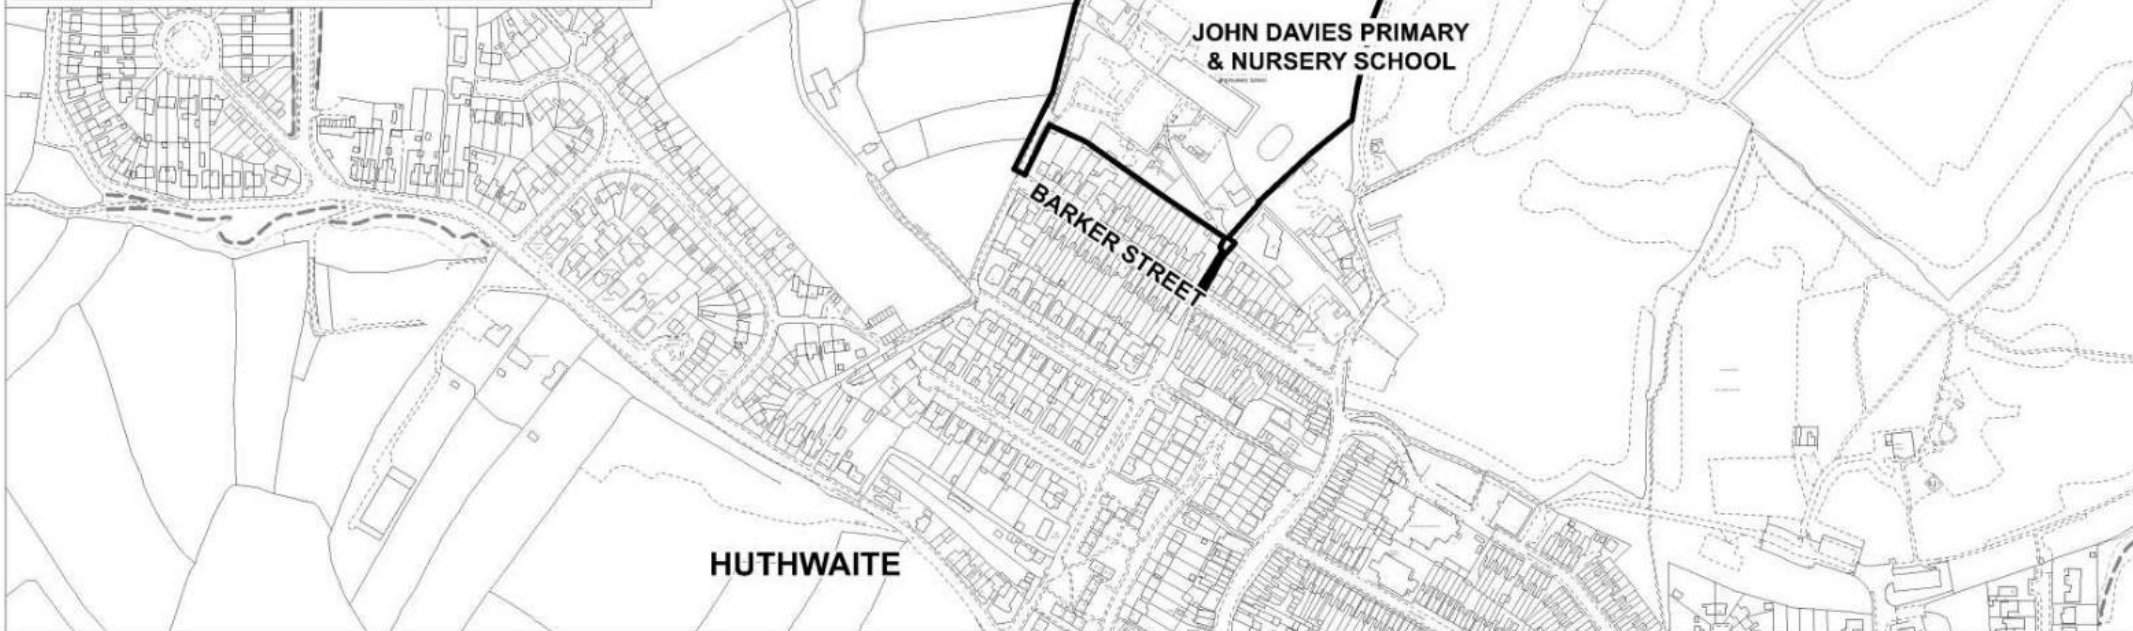 JOHN DAVIES PRIMARY
& NURSERY SCHOOL
BARKER STREET
HUTHWAITE